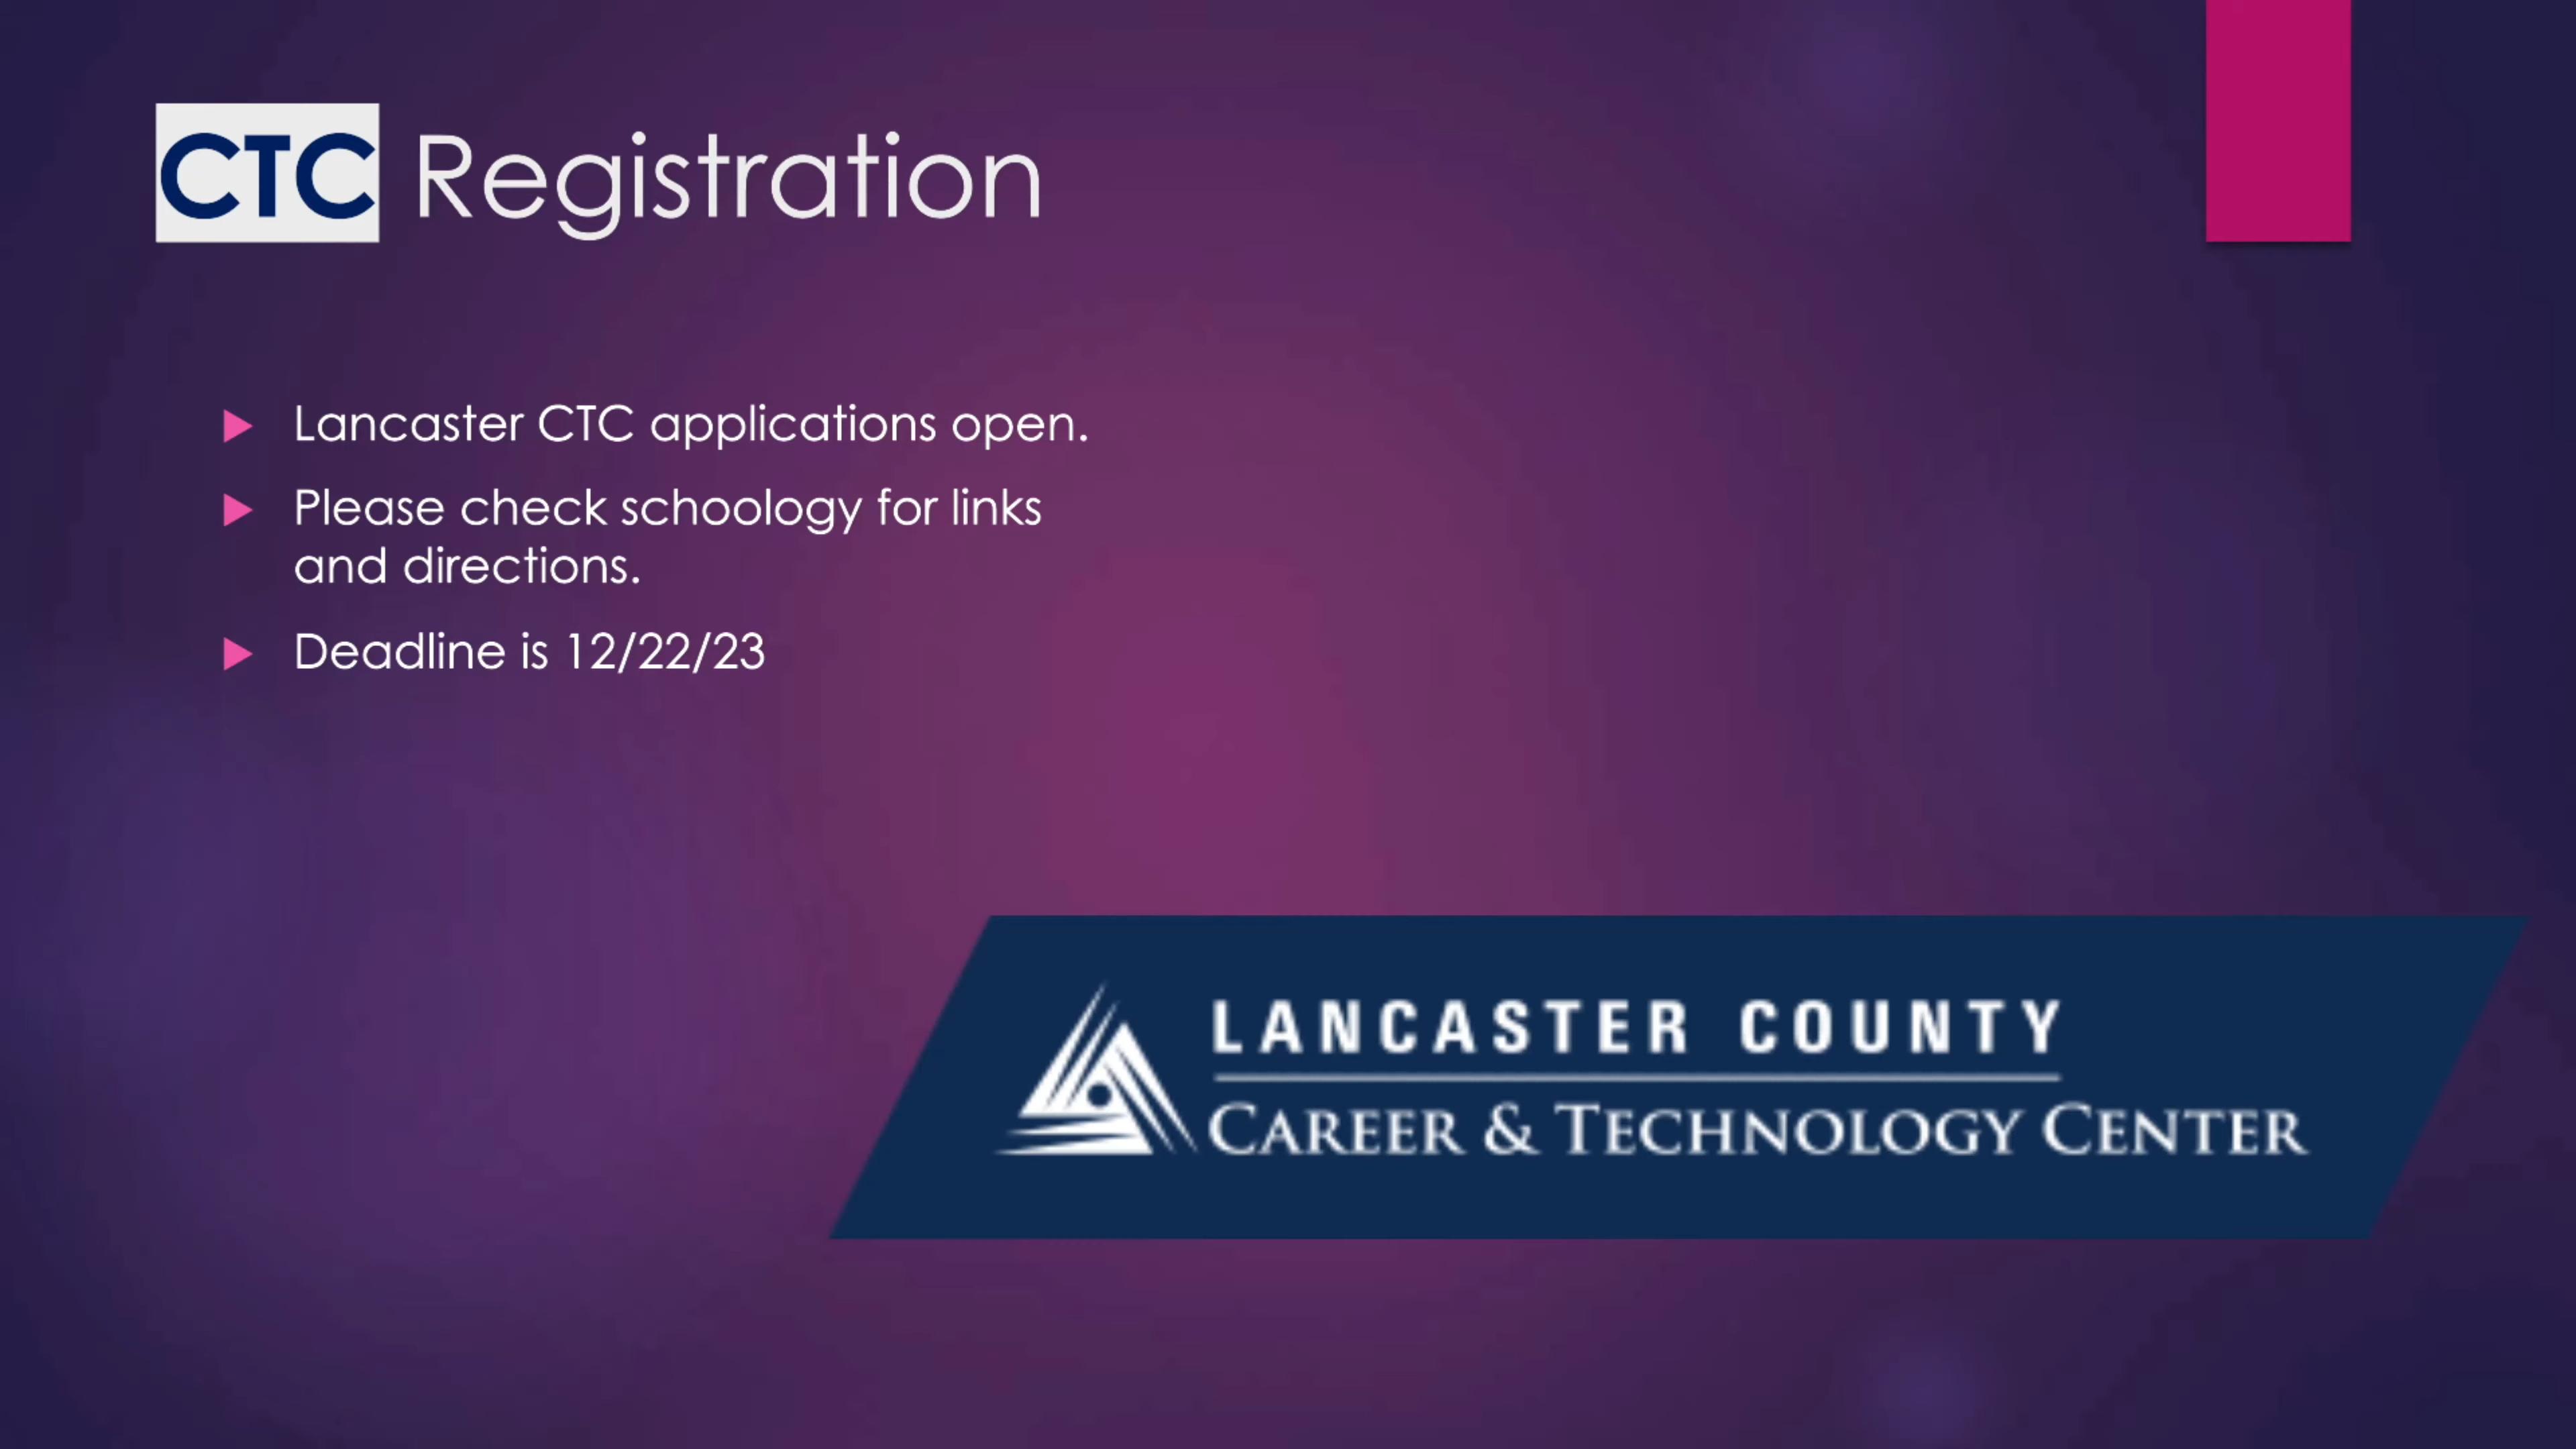 CTC Registration
Lancaster CTC applications open.
Please check schoology for links
and directions.
Deadline is 12/22/23
LANCASTER COUNTY
CAREER & TECHNOLOGY CENTER